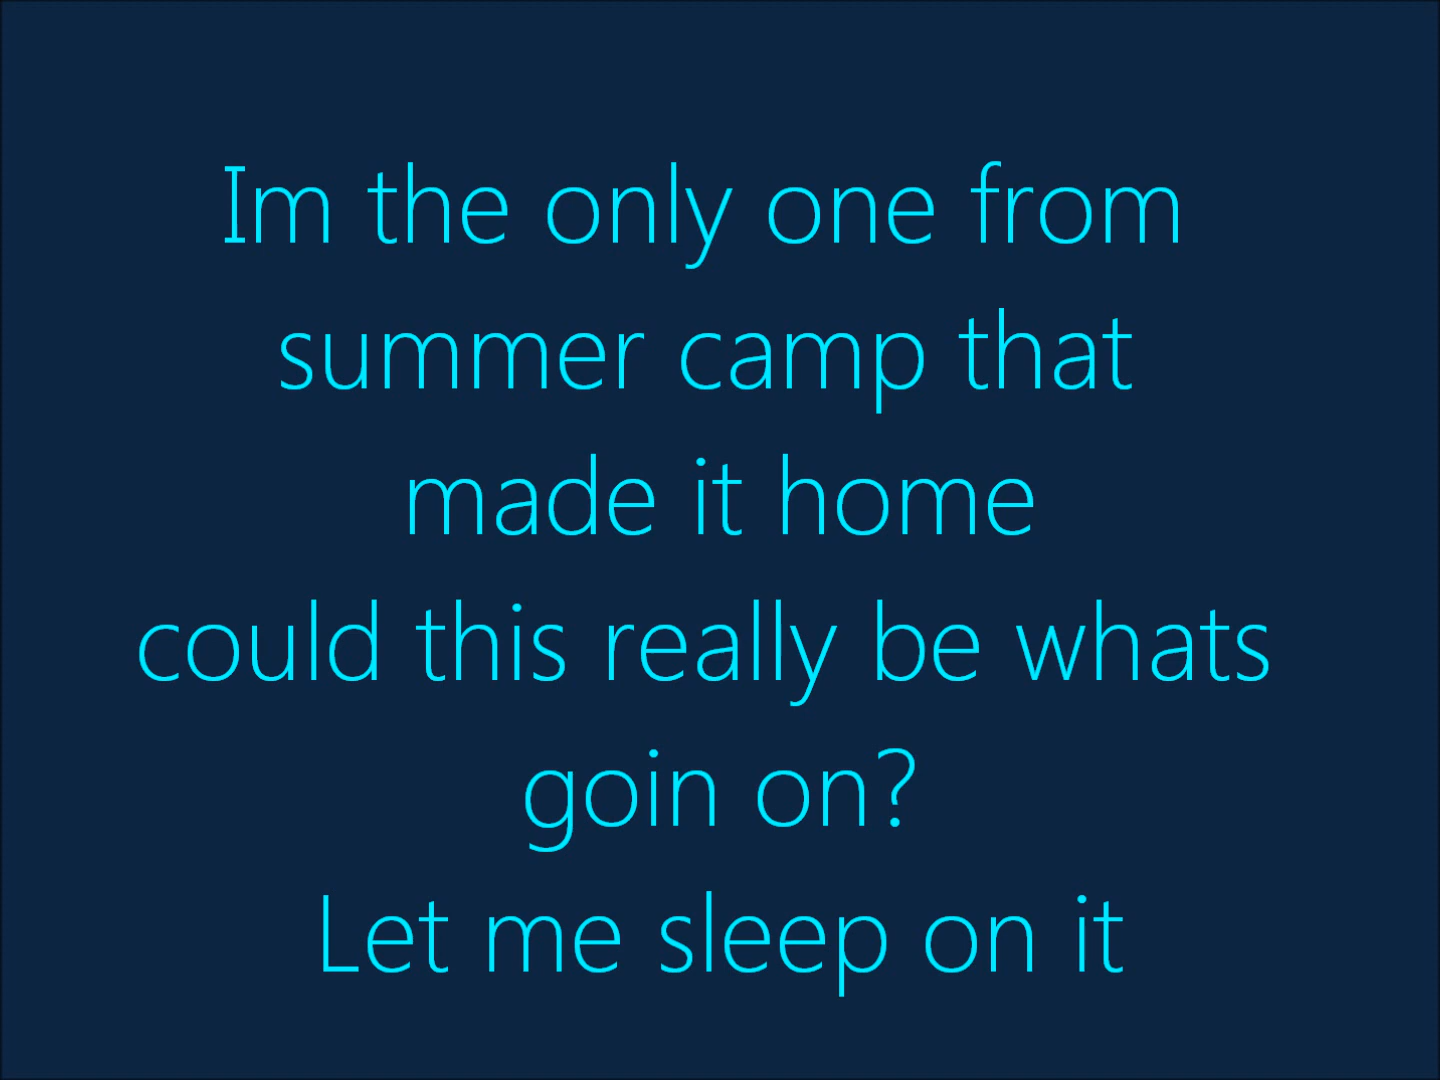 Im the only one from
summer camp that
made it home
could this really be whats
goin on?
Let me sleep on it